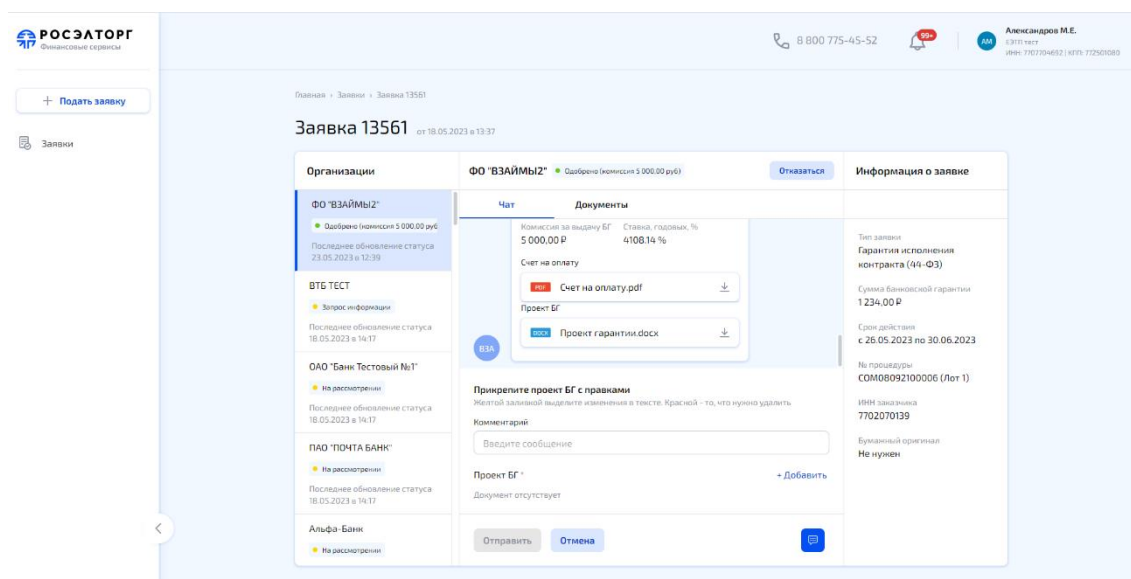 РОСЭЛТОРГ
Финансовые сервисы
8 800 775-45-52
99+
АМ
Александров М.Е.
ЕЭТП тест
ИНН: 7707704692 | КПП: 772501080
+ Подать заявку
Заявки
Главная › Заявки › Заявка 13561
Заявка 13561 от 18.05.2023 в 13:37
Организации
ФО "ВЗАЙМЫ2"
Одобрено (комиссия 5 000,00 руб
Последнее обновление статуса
23.05.2023 в 12:39
ВТБ ТЕСТ
Запрос информации
Последнее обновление статуса
18.05.2023 в 14:17
ОАО "Банк Тестовый №1"
На рассмотрении
Последнее обновление статуса
18.05.2023 в 14:17
ПАО "ПОЧТА БАНК"
На рассмотрении
Последнее обновление статуса
18.05.2023 в 14:17
Альфа-Банк
На рассмотрении
ФО "ВЗАЙМЫ2" Одобрено (комиссия 5 000,00 руб)
Отказаться
Чат Документы
Комиссия за выдачу БГ Ставка, годовых, %
5 000,00 ₽ 4108.14 %
Счет на оплату
PDF Счет на оплату.pdf
Проект БГ
DOCX Проект гарантии.docx
ВЗА
Прикрепите проект БГ с правками
Желтой заливкой выделите изменения в тексте. Красной - то, что нужно удалить
Комментарий
Введите сообщение
Проект БГ * + Добавить
Документ отсутствует
Отправить Отмена
Информация о заявке
Тип заявки
Гарантия исполнения
контракта (44-ФЗ)
Сумма банковской гарантии
1 234,00 ₽
Срок действия
с 26.05.2023 по 30.06.2023
№ процедуры
COM08092100006 (Лот 1)
ИНН заказчика
7702070139
Бумажный оригинал
Не нужен